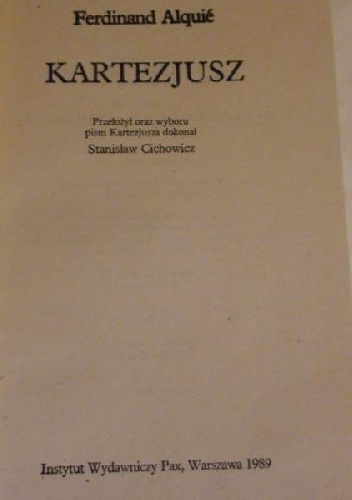 Ferdinand Alquié
KARTEZJUSZ
Przełożył oraz wyboru
pism Kartezjusza dokonał
Stanisław Cichowicz
Instytut Wydawniczy Pax, Warszawa 1989